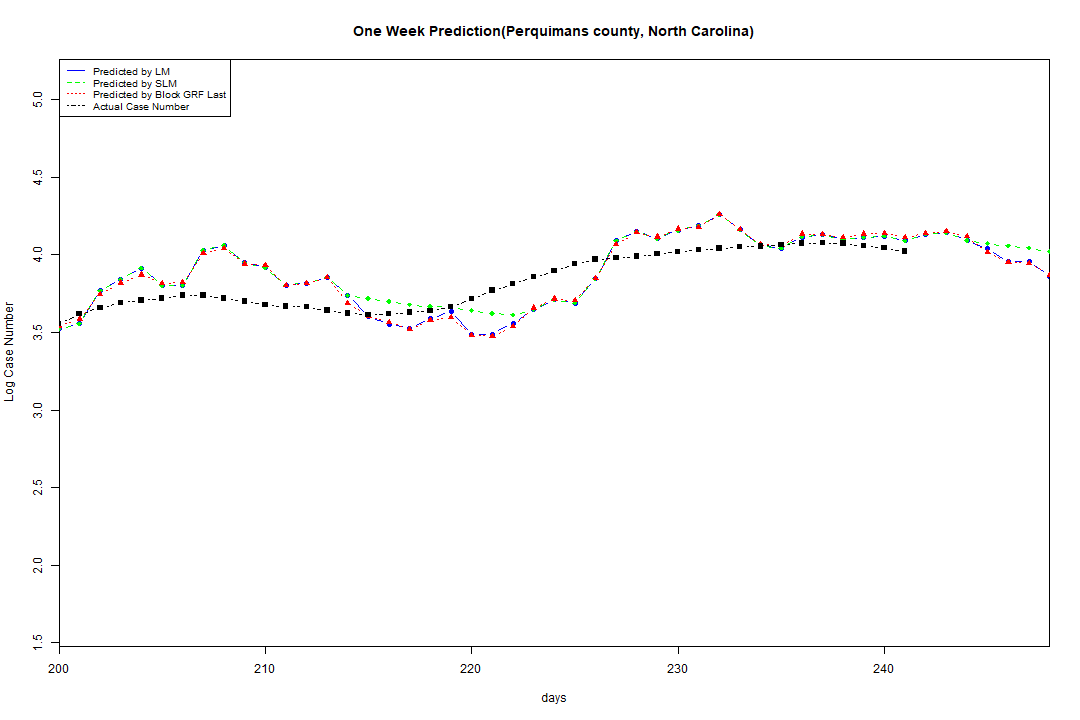 One Week Prediction(Perquimans county, North Carolina)
Predicted by LM
Predicted by SLM
Predicted by Block GRF Last
Actual Case Number
5.0
4.5
4.0
3.5
3.0
2.5
2.0
1.5
Log Case Number
200 210 220 230 240
days